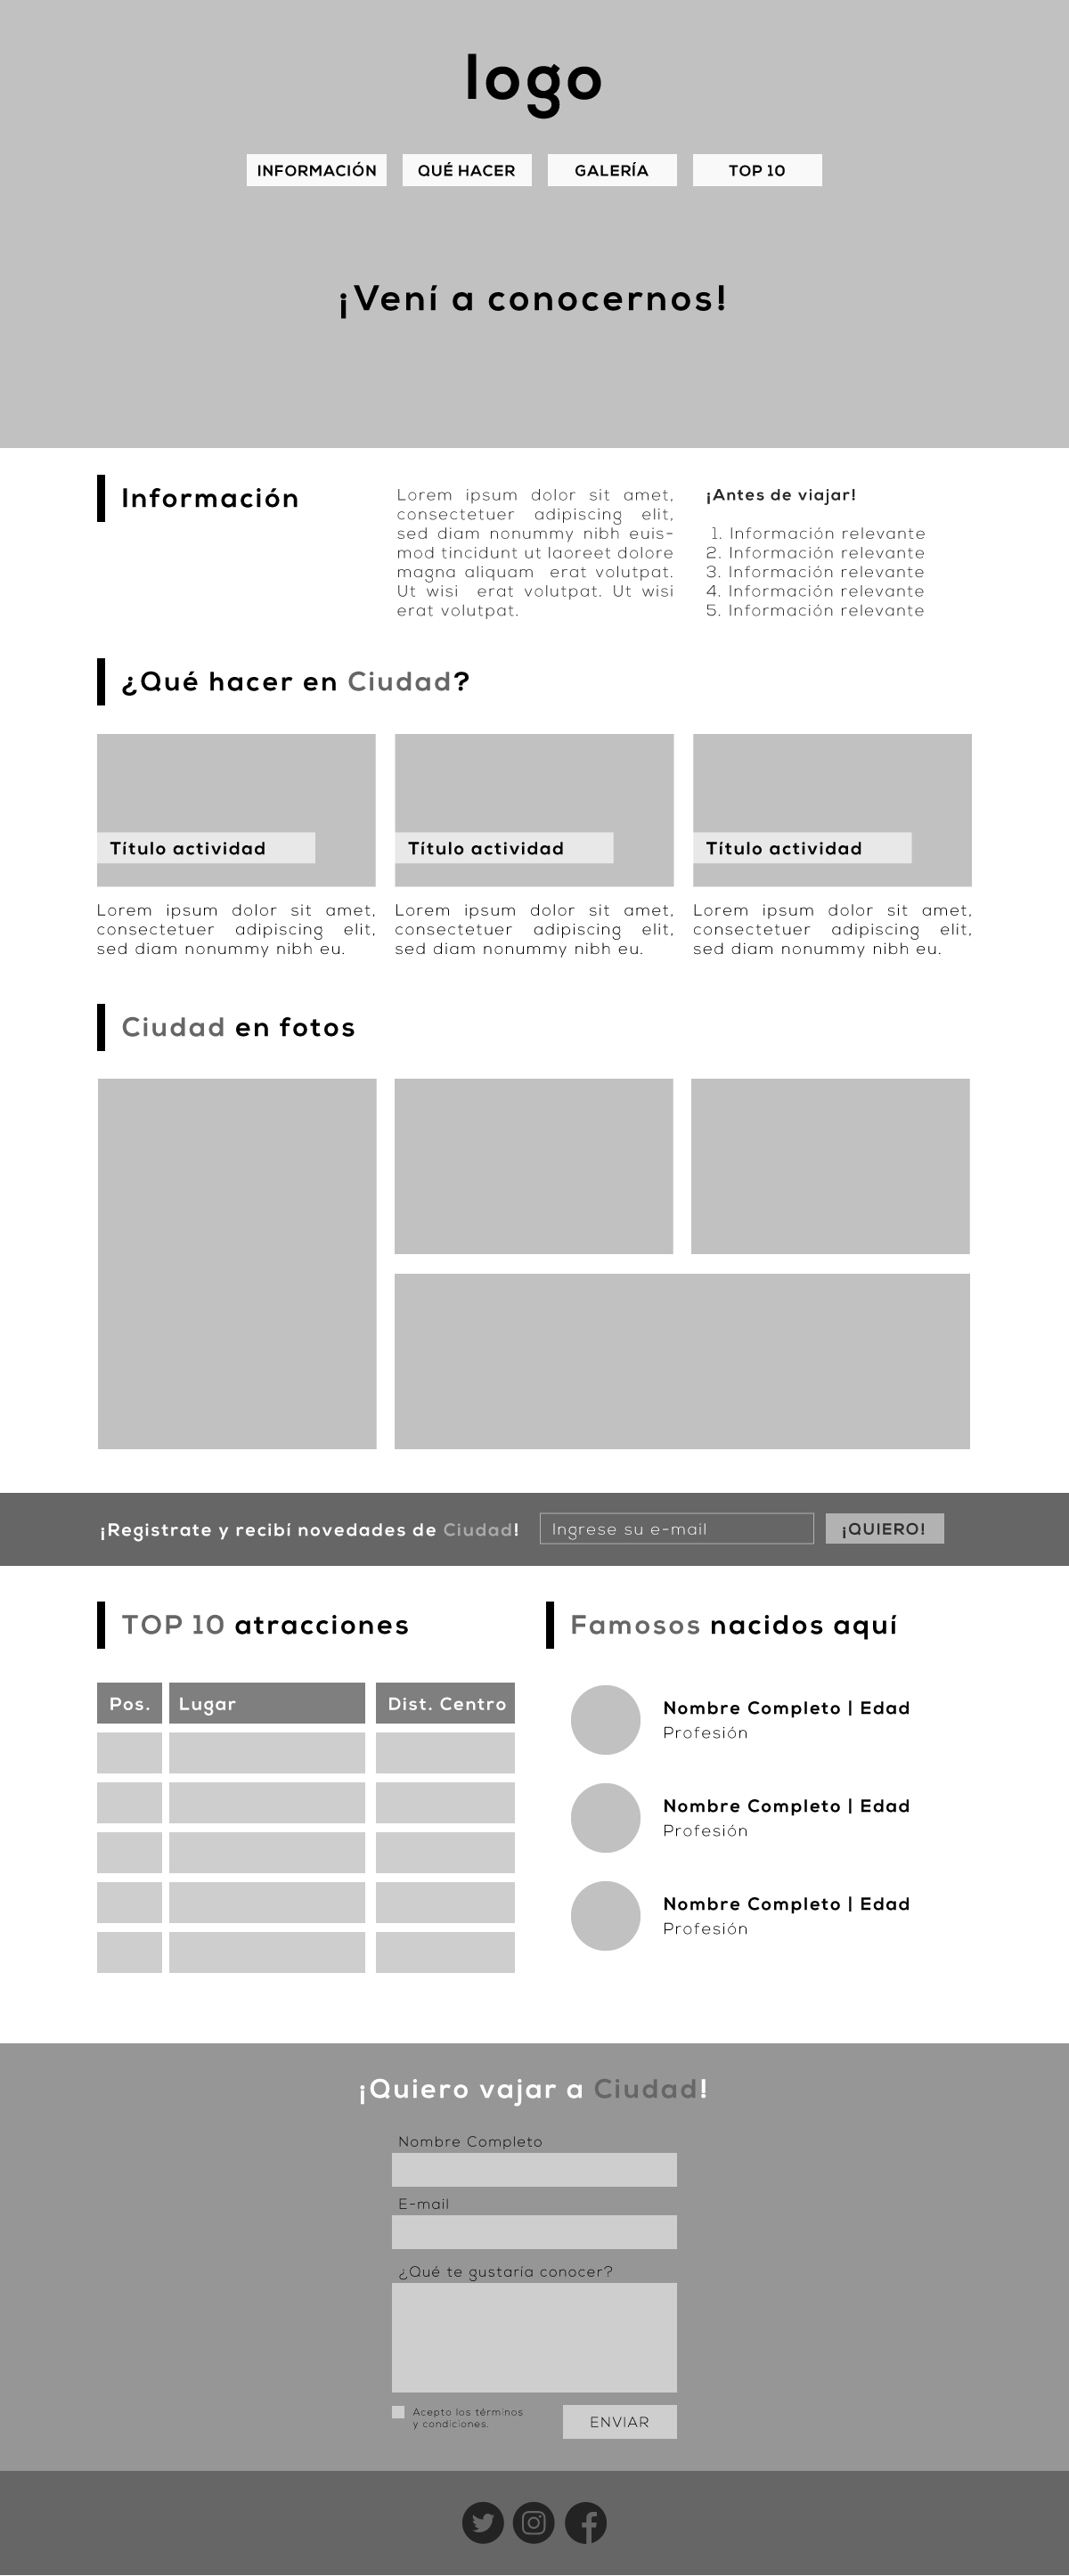 logo
INFORMACIÓN QUÉ HACER GALERÍA TOP 10
¡Vení a conocernos!
Información
Lorem ipsum dolor sit amet,
consectetuer adipiscing elit,
sed diam nonummy nibh euis-
mod tincidunt ut laoreet dolore
magna aliquam erat volutpat.
Ut wisi erat volutpat. Ut wisi
erat volutpat.
¡Antes de viajar!
1. Información relevante
2. Información relevante
3. Información relevante
4. Información relevante
5. Información relevante
¿Qué hacer en Ciudad?
Título actividad
Lorem ipsum dolor sit amet,
consectetuer adipiscing elit,
sed diam nonummy nibh eu.
Título actividad
Lorem ipsum dolor sit amet,
consectetuer adipiscing elit,
sed diam nonummy nibh eu.
Título actividad
Lorem ipsum dolor sit amet,
consectetuer adipiscing elit,
sed diam nonummy nibh eu.
Ciudad en fotos
¡Registrate y recibí novedades de Ciudad! Ingrese su e-mail ¡QUIERO!
TOP 10 atracciones
Pos. Lugar Dist. Centro
Famosos nacidos aquí
Nombre Completo | Edad
Profesión
Nombre Completo | Edad
Profesión
Nombre Completo | Edad
Profesión
¡Quiero vajar a Ciudad!
Nombre Completo
E-mail
¿Qué te gustaría conocer?
Acepto los términos
y condiciones.
ENVIAR